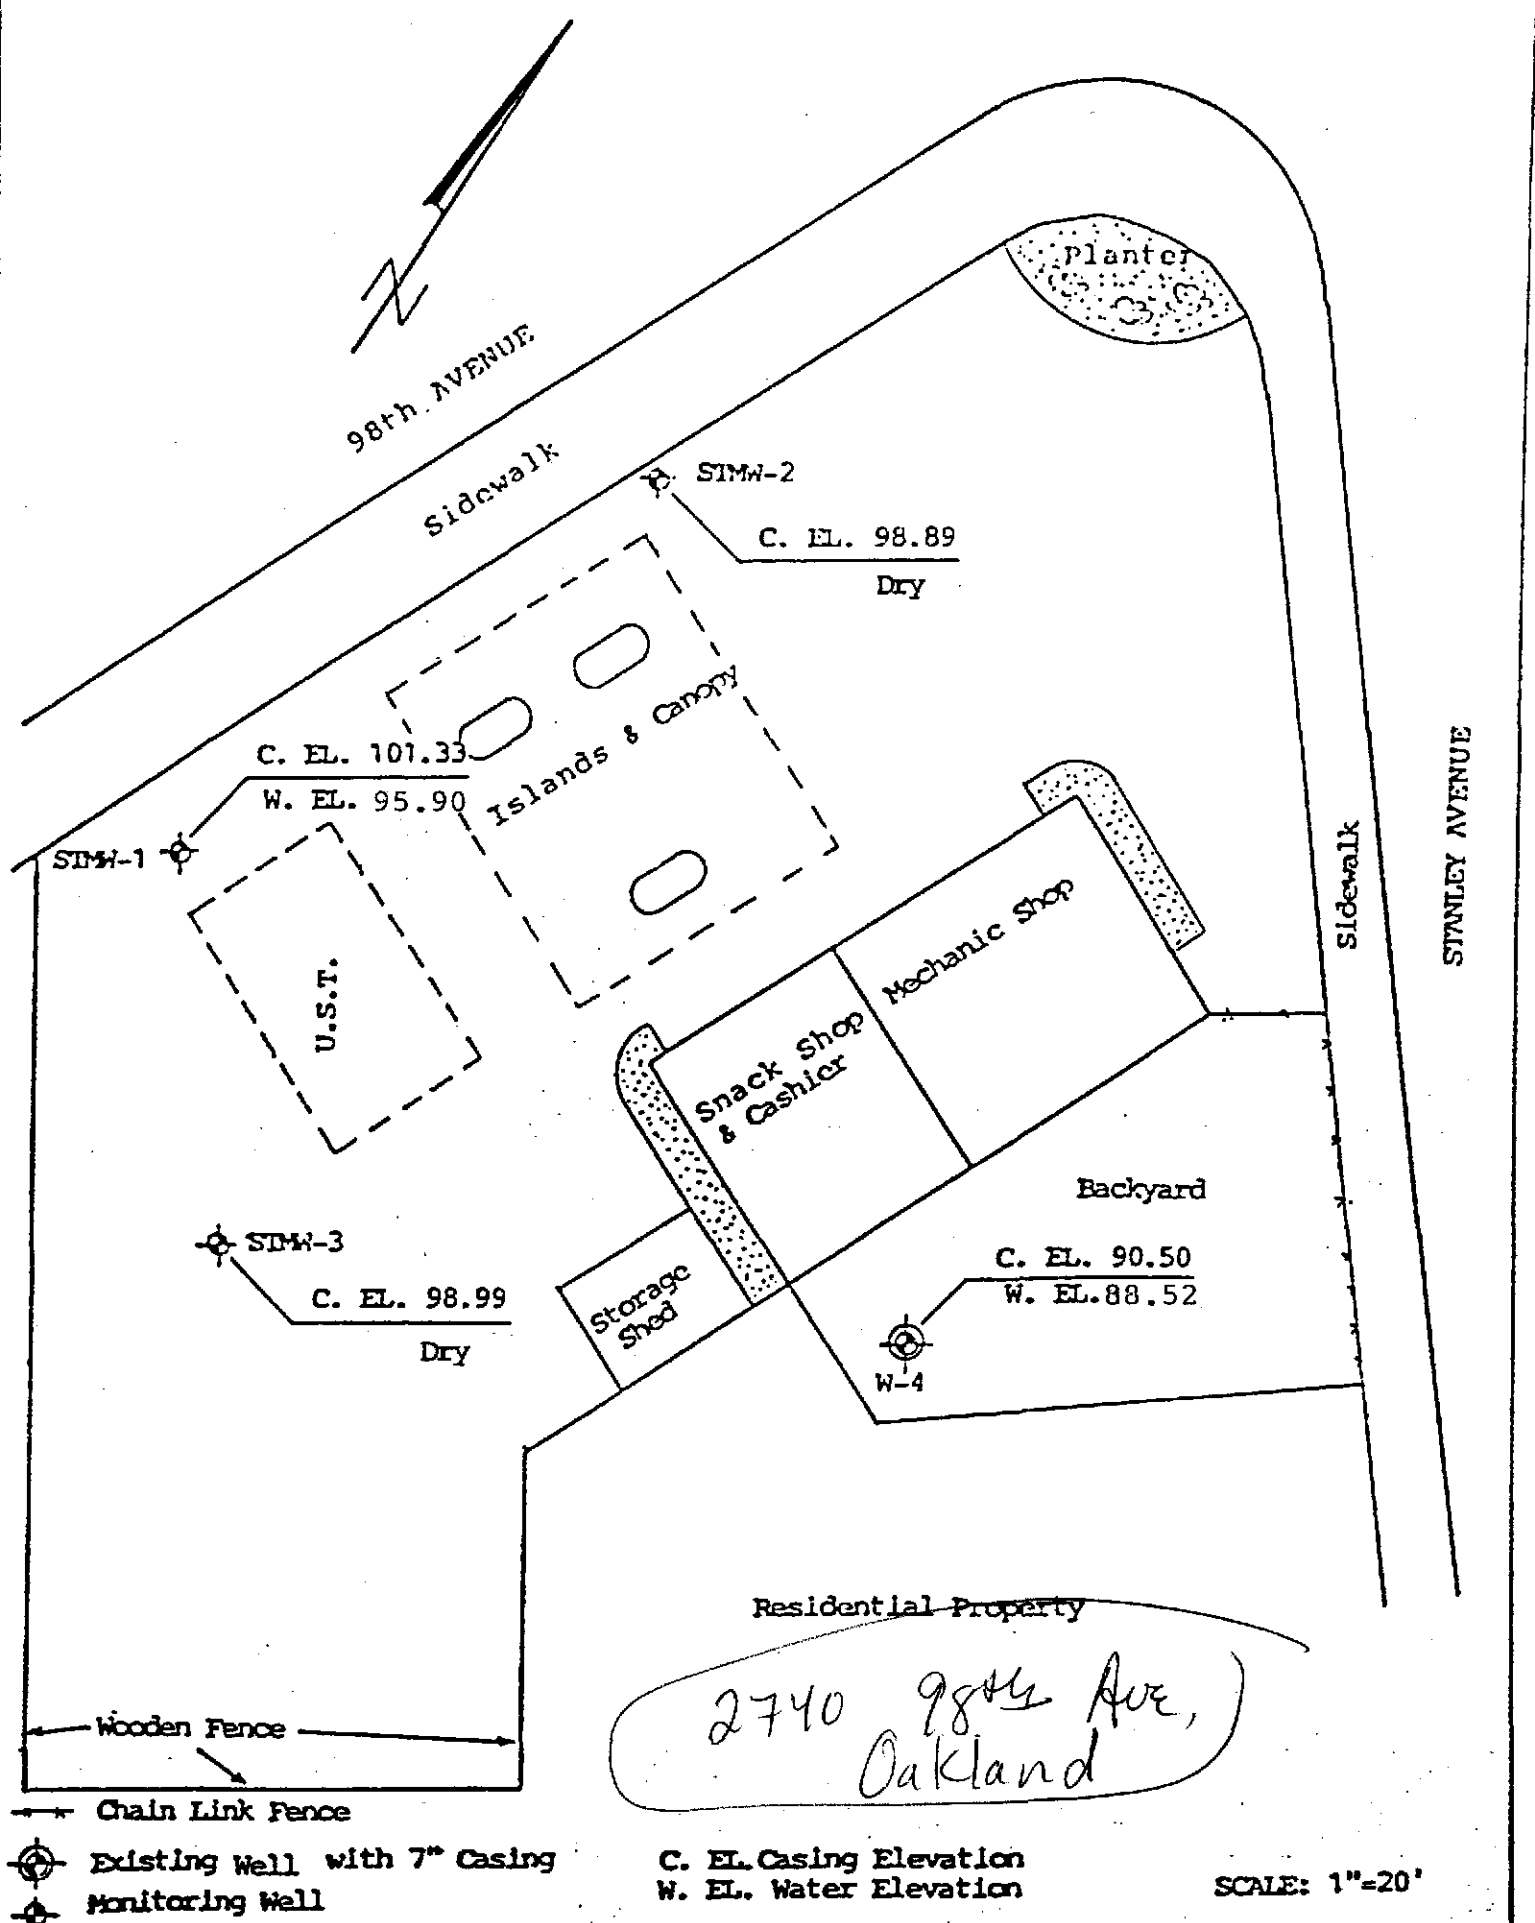 N
98th AVENUE
Sidewalk
Planter
STMW-2
C. EL. 98.89
Dry
Islands & Canopy
C. EL. 101.33
W. EL. 95.90
STMW-1
U.S.T.
Mechanic Shop
Snack Shop
& Cashier
Sidewalk
STANLEY AVENUE
Backyard
STMW-3
C. EL. 98.99
Dry
Storage
Shed
C. EL. 90.50
W. EL.88.52
W-4
Residential Property
2740 98th Ave,
Oakland
Wooden Fence
Chain Link Fence
Existing Well with 7" Casing
Monitoring Well
C. EL. Casing Elevation
W. EL. Water Elevation
SCALE: 1"=20'